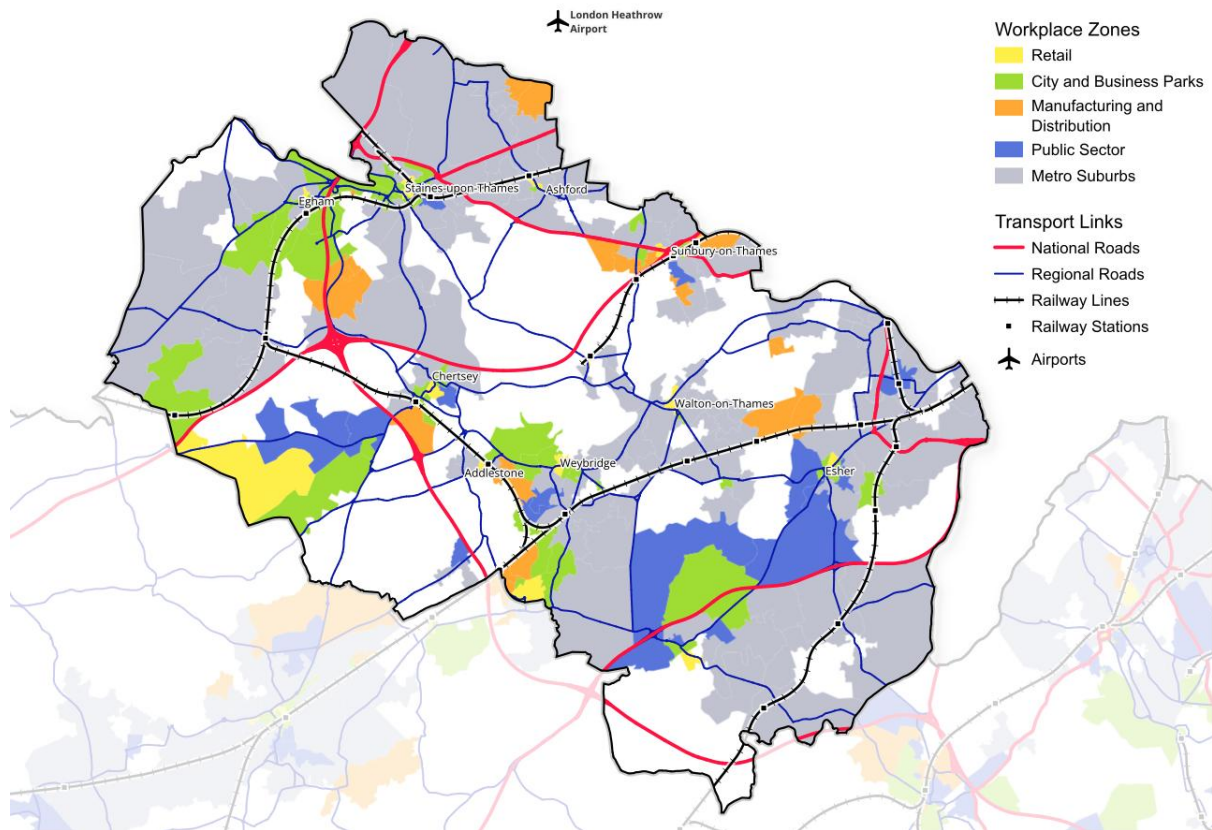 London Heathrow
Airport
Workplace Zones
Retail
City and Business Parks
Manufacturing and
Distribution
Public Sector
Metro Suburbs
Transport Links
National Roads
Regional Roads
Railway Lines
Railway Stations
Airports
Staines-upon-Thames
Ashford
Egham
Sunbury-on-Thames
Chertsey
Walton-on-Thames
Addlestone
Weybridge
Esher